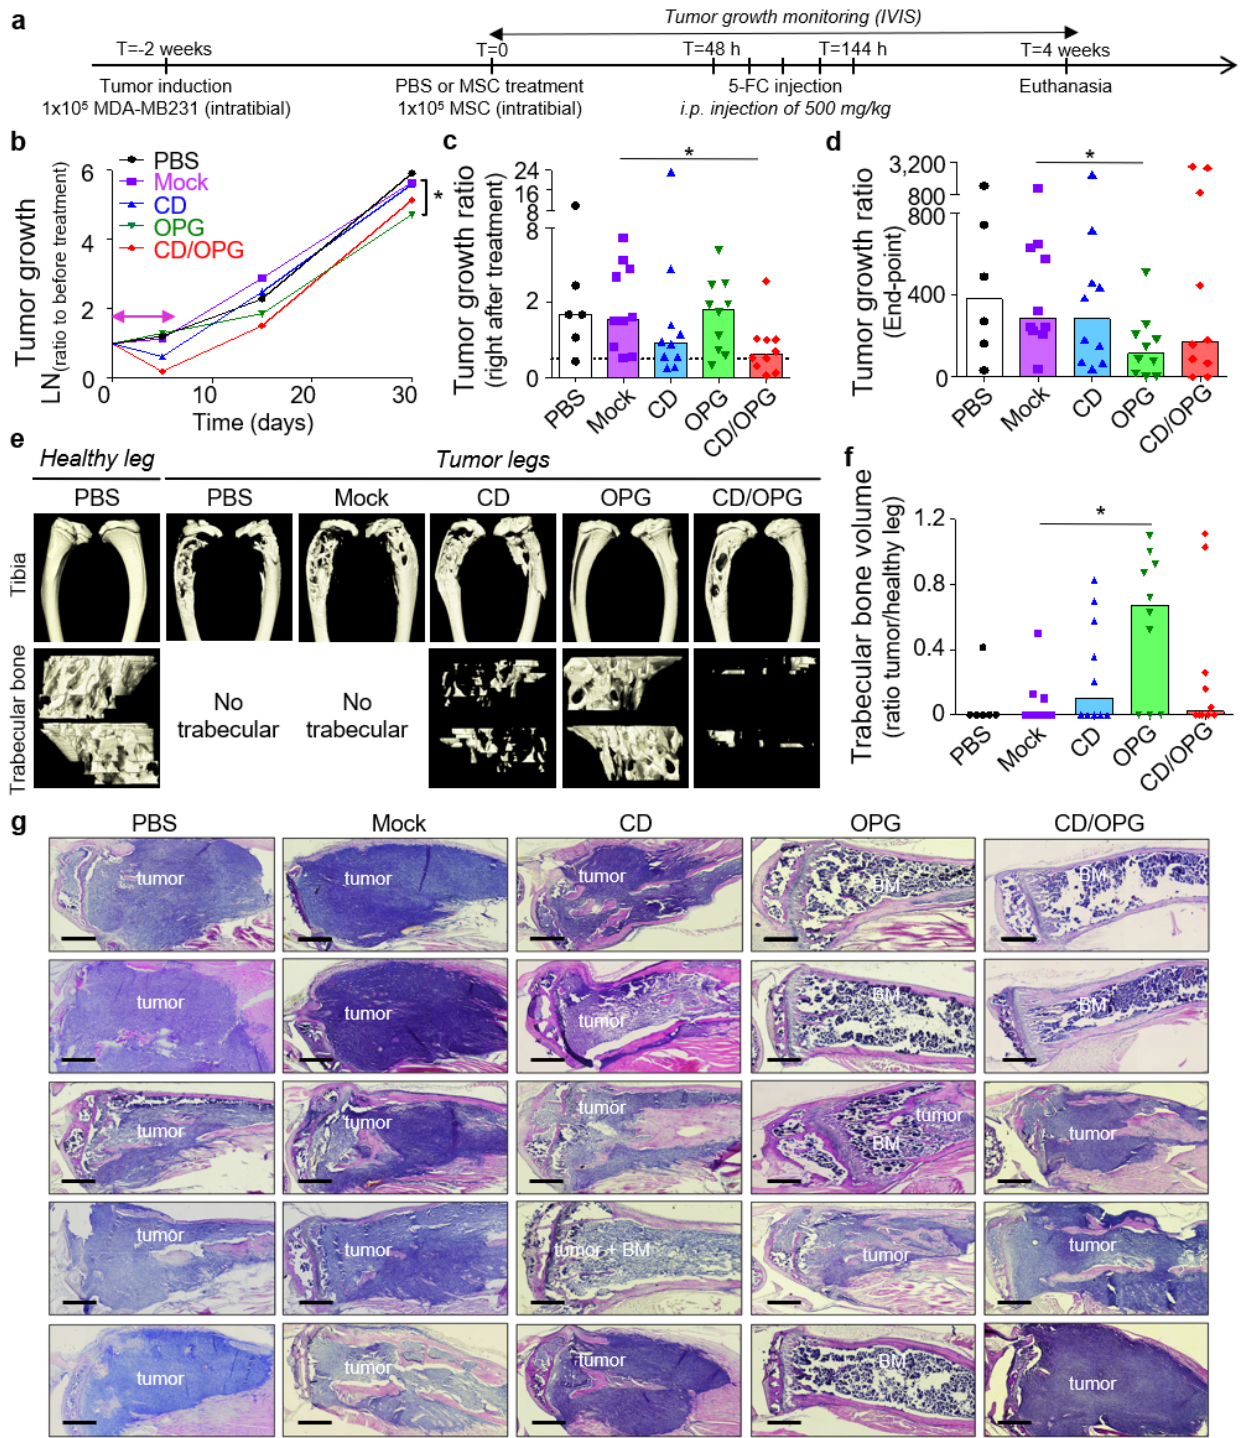 a
Tumor growth monitoring (IVIS)
T=-2 weeks T=0 T=48 h T=144 h T=4 weeks
Tumor induction PBS or MSC treatment 5-FC injection Euthanasia
1x10⁵ MDA-MB231 (intratibial) 1x10⁵ MSC (intratibial) i.p. injection of 500 mg/kg
b
Tumor growth
LN(ratio to before treatment)
6
4
2
0
PBS
Mock
CD
OPG
CD/OPG
*
0 10 20 30
Time (days)
c
Tumor growth ratio
(right after treatment)
24
16
8
8
2
0
*
PBS Mock CD OPG CD/OPG
d
Tumor growth ratio
(End-point)
3,200
800
800
400
0
*
PBS Mock CD OPG CD/OPG
e
Healthy leg Tumor legs
PBS PBS Mock CD OPG CD/OPG
Tibia
Trabecular bone
No trabecular
No trabecular
f
Trabecular bone volume
(ratio tumor/healthy leg)
1.2
0.8
0.4
0
*
PBS Mock CD OPG CD/OPG
g
PBS Mock CD OPG CD/OPG
tumor tumor tumor BM BM
tumor tumor tumor BM BM
tumor tumor tumor tumor BM tumor
tumor tumor tumor + BM tumor tumor
tumor tumor tumor BM tumor